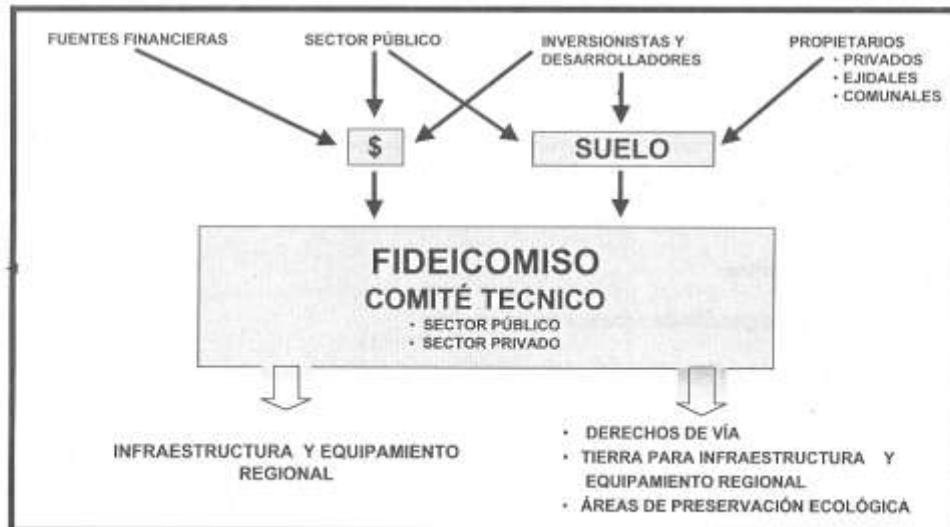 FUENTES FINANCIERAS
SECTOR PÚBLICO
INVERSIONISTAS Y
DESARROLLADORES
PROPIETARIOS
• PRIVADOS
• EJIDALES
• COMUNALES
$
SUELO
FIDEICOMISO
COMITÉ TECNICO
• SECTOR PÚBLICO
• SECTOR PRIVADO
INFRAESTRUCTURA Y EQUIPAMIENTO
REGIONAL
• DERECHOS DE VÍA
• TIERRA PARA INFRAESTRUCTURA Y
EQUIPAMIENTO REGIONAL
• ÁREAS DE PRESERVACIÓN ECOLÓGICA